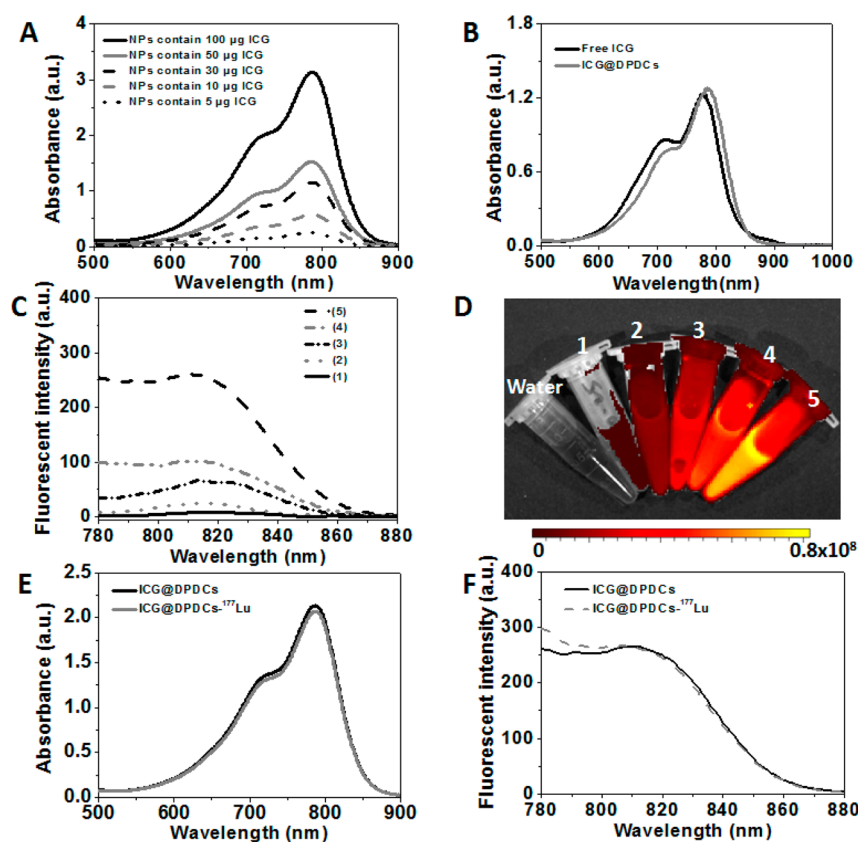 A
Absorbance (a.u.)
4
3
2
1
0
NPs contain 100 µg ICG
NPs contain 50 µg ICG
NPs contain 30 µg ICG
NPs contain 10 µg ICG
NPs contain 5 µg ICG
500 600 700 800 900
Wavelength (nm)
B
Absorbance (a.u.)
1.8
1.2
0.6
0.0
Free ICG
ICG@DPDCs
500 600 700 800 900 1000
Wavelength(nm)
C
Fluorescent intensity (a.u.)
400
300
200
100
0
(5)
(4)
(3)
(2)
(1)
780 800 820 840 860 880
Wavelength (nm)
D
Water
1
2
3
4
5
0 0.8x10⁸
E
Absorbance (a.u.)
2.5
2.0
1.5
1.0
0.5
0.0
ICG@DPDCs
ICG@DPDCs-¹⁷⁷Lu
500 600 700 800 900
Wavelength (nm)
F
Fluorescent intensity (a.u.)
400
300
200
100
0
ICG@DPDCs
ICG@DPDCs-¹⁷⁷Lu
780 800 820 840 860 880
Wavelength (nm)